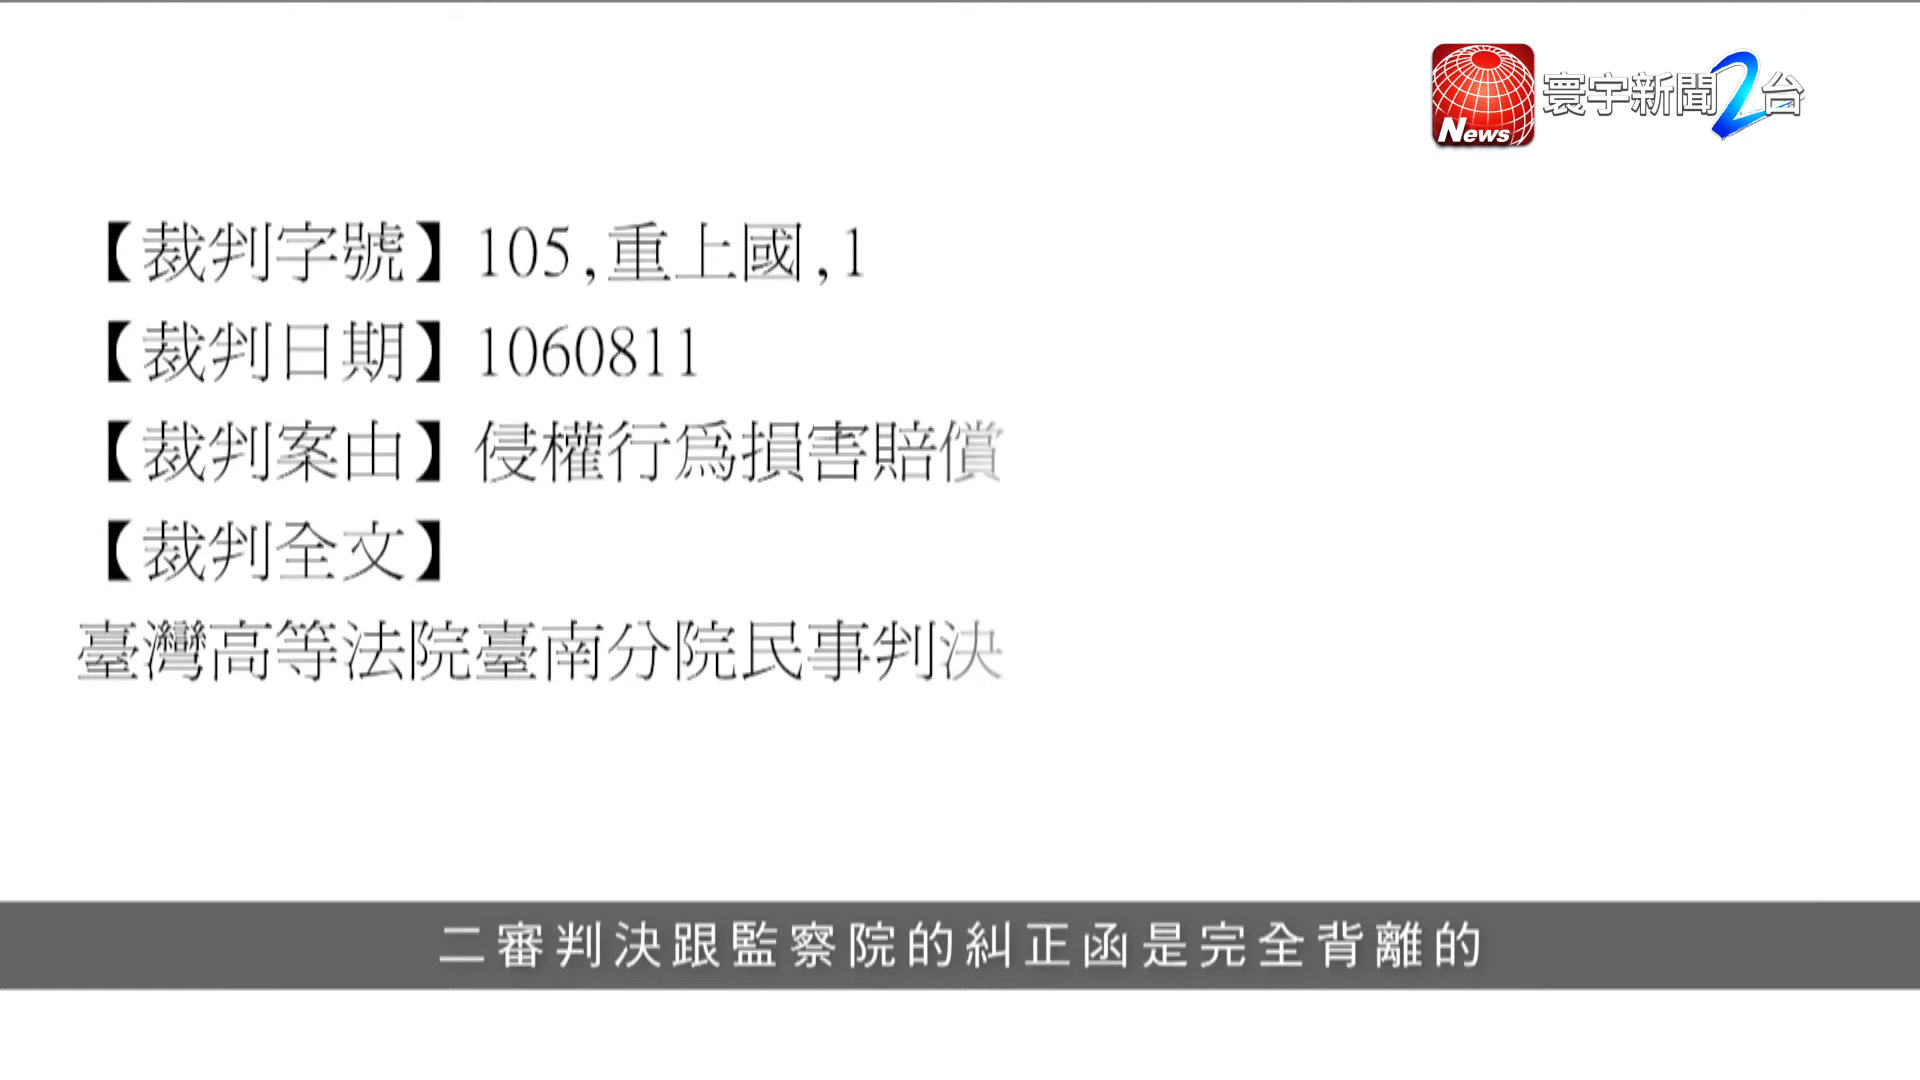 News 寰宇新聞2台
【裁判字號】105,重上國,1
【裁判日期】1060811
【裁判案由】侵權行為損害賠償
【裁判全文】
臺灣高等法院臺南分院民事判決
二審判決跟監察院的糾正函是完全背離的